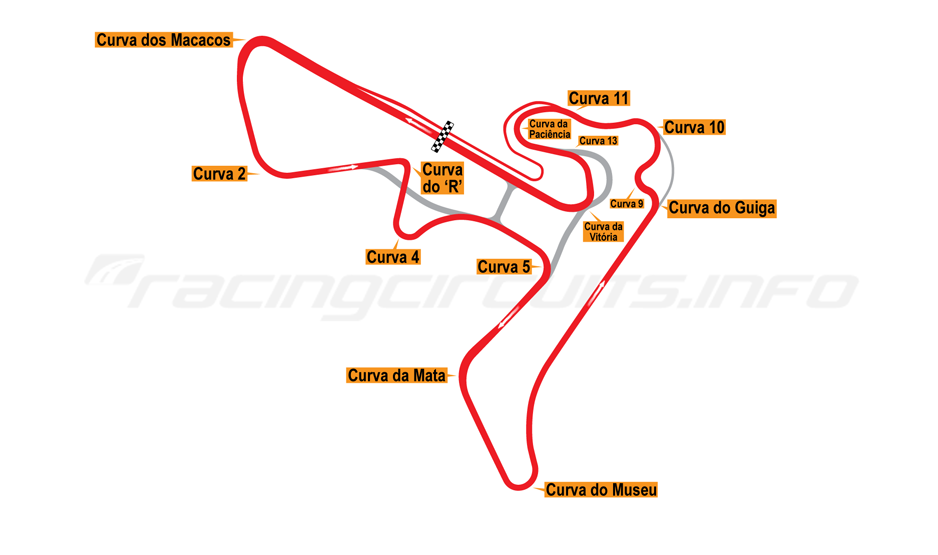 Curva dos Macacos
Curva 11
Curva da
Paciência
Curva 10
Curva 13
Curva 2
Curva
do ‘R’
Curva 9
Curva do Guiga
Curva da
Vitória
Curva 4
Curva 5
racingcircuits.info
Curva da Mata
Curva do Museu